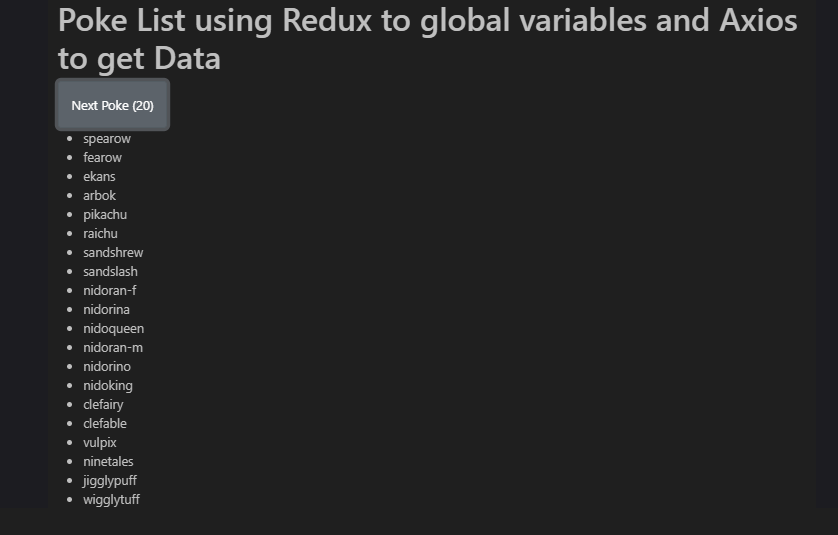 Poke List using Redux to global variables and Axios
to get Data
Next Poke (20)
spearow
fearow
ekans
arbok
pikachu
raichu
sandshrew
sandslash
nidoran-f
nidorina
nidoqueen
nidoran-m
nidorino
nidoking
clefairy
clefable
vulpix
ninetales
jigglypuff
wigglytuff